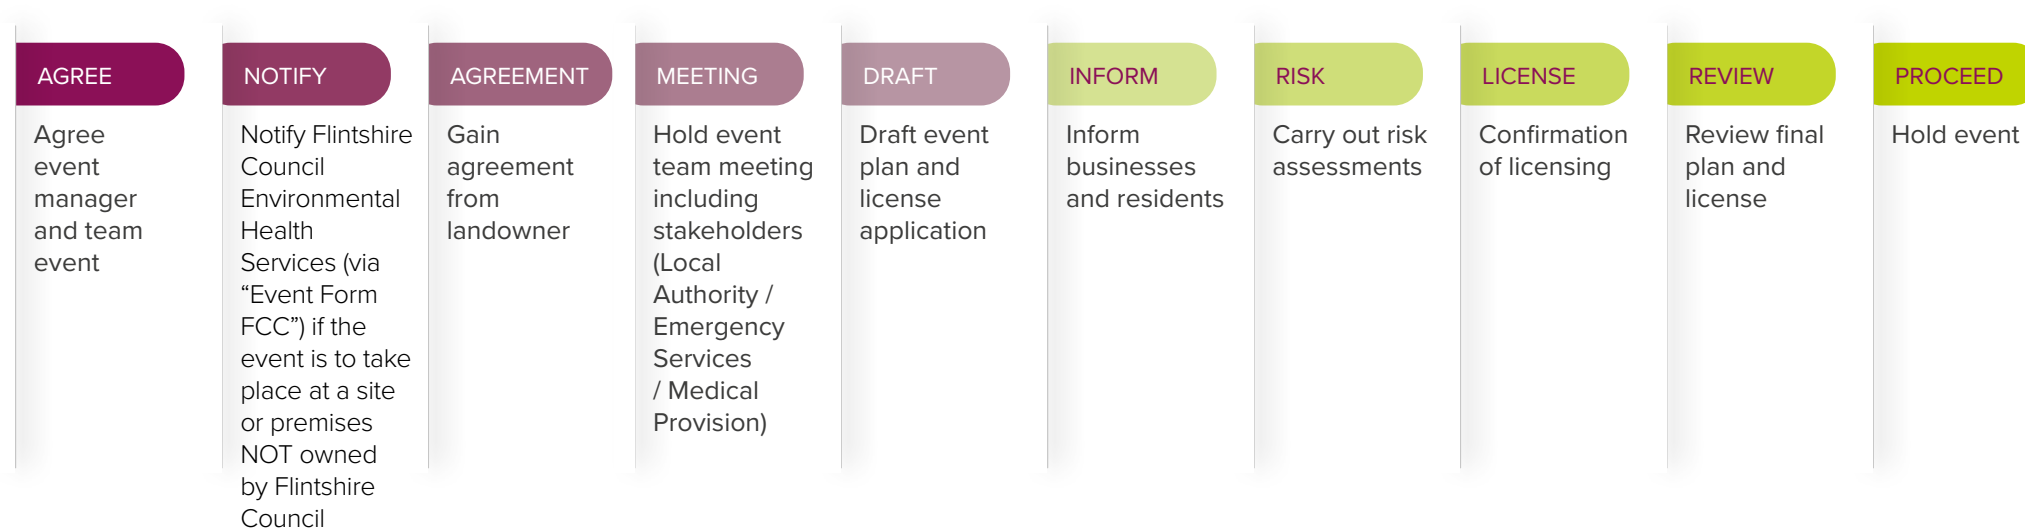 AGREE
Agree
event
manager
and team
event
NOTIFY
Notify Flintshire
Council
Environmental
Health
Services (via
“Event Form
FCC”) if the
event is to take
place at a site
or premises
NOT owned
by Flintshire
Council
AGREEMENT
Gain
agreement
from
landowner
MEETING
Hold event
team meeting
including
stakeholders
(Local
Authority /
Emergency
Services
/ Medical
Provision)
DRAFT
Draft event
plan and
license
application
INFORM
Inform
businesses
and residents
RISK
Carry out risk
assessments
LICENSE
Confirmation
of licensing
REVIEW
Review final
plan and
license
PROCEED
Hold event